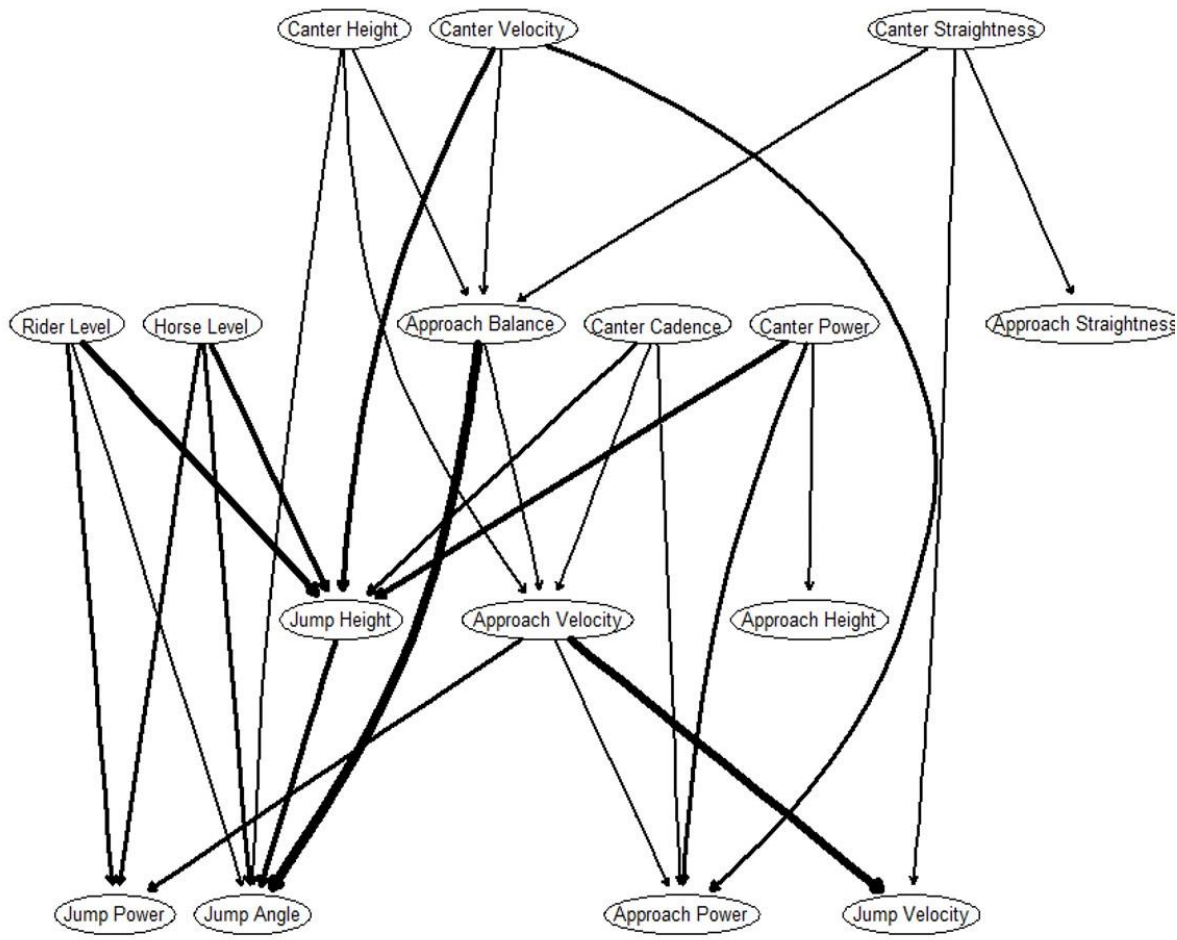 Canter Height
Canter Velocity
Canter Straightness
Rider Level
Horse Level
Approach Balance
Canter Cadence
Canter Power
Approach Straightness
Jump Height
Approach Velocity
Approach Height
Jump Power
Jump Angle
Approach Power
Jump Velocity